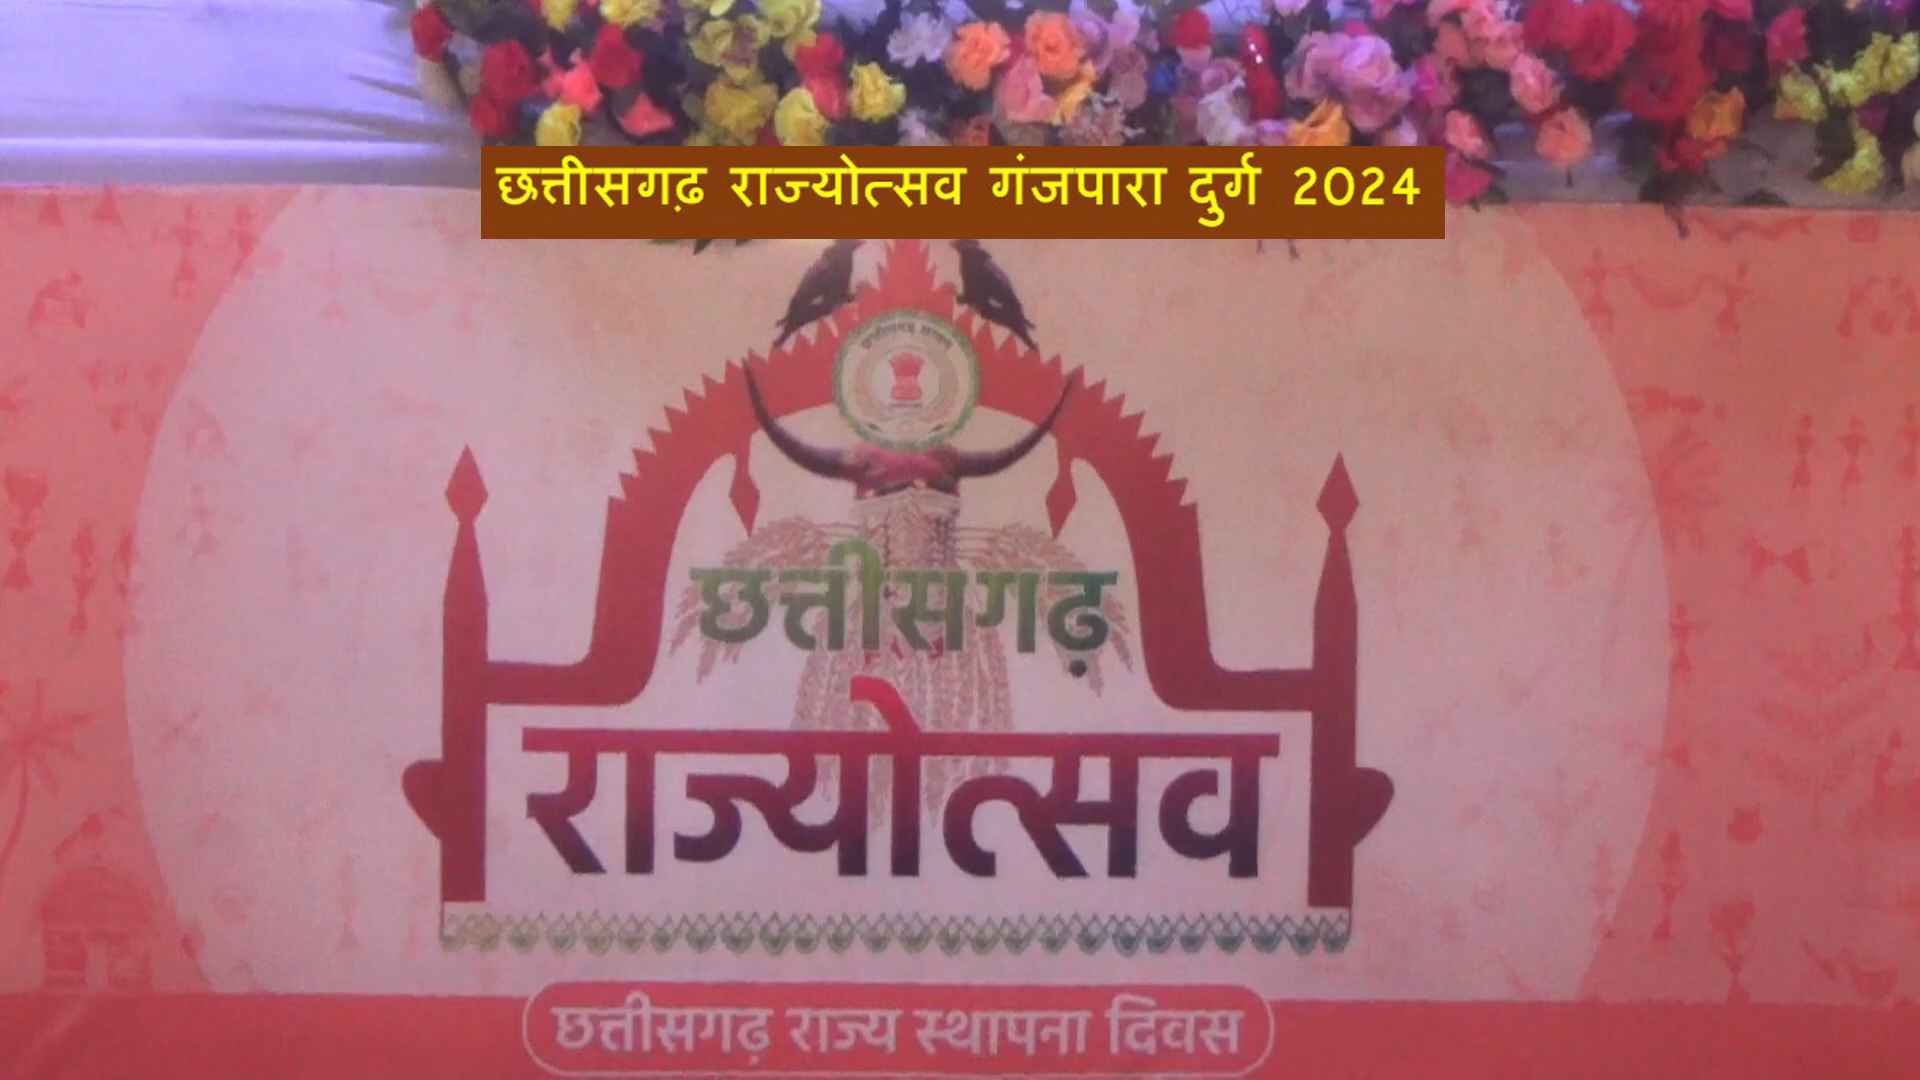 छत्तीसगढ़ राज्योत्सव गंजपारा दुर्ग 2024
छत्तीसगढ़
राज्योत्सव
छत्तीसगढ़ राज्य स्थापना दिवस